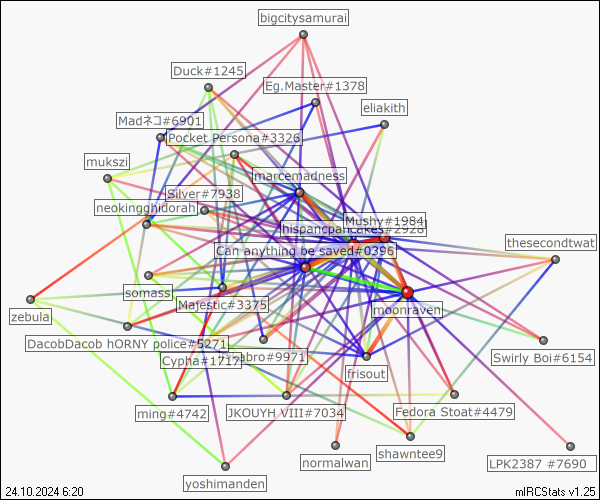 bigcitysamurai
Duck#1245
Eg.Master#1378
eliakith
Madネコ#6901
Pocket Persona#3326
mukszi
marcemadness
Silver#7938
neokingghidorah
Mushy#1984
hispancpancakes#2928
thesecondtwat
Can anything be saved#0396
somass
Majestic#3375
moonraven
zebula
DacobDacob hORNY police#5271
Cypha#1717
abro#9971
frisout
Swirly Boi#6154
ming#4742
JKOUYH VIII#7034
Fedora Stoat#4479
normalwan
shawntee9
LPK2387 #7690
yoshimanden
24.10.2024 6:20
mIRCStats v1.25